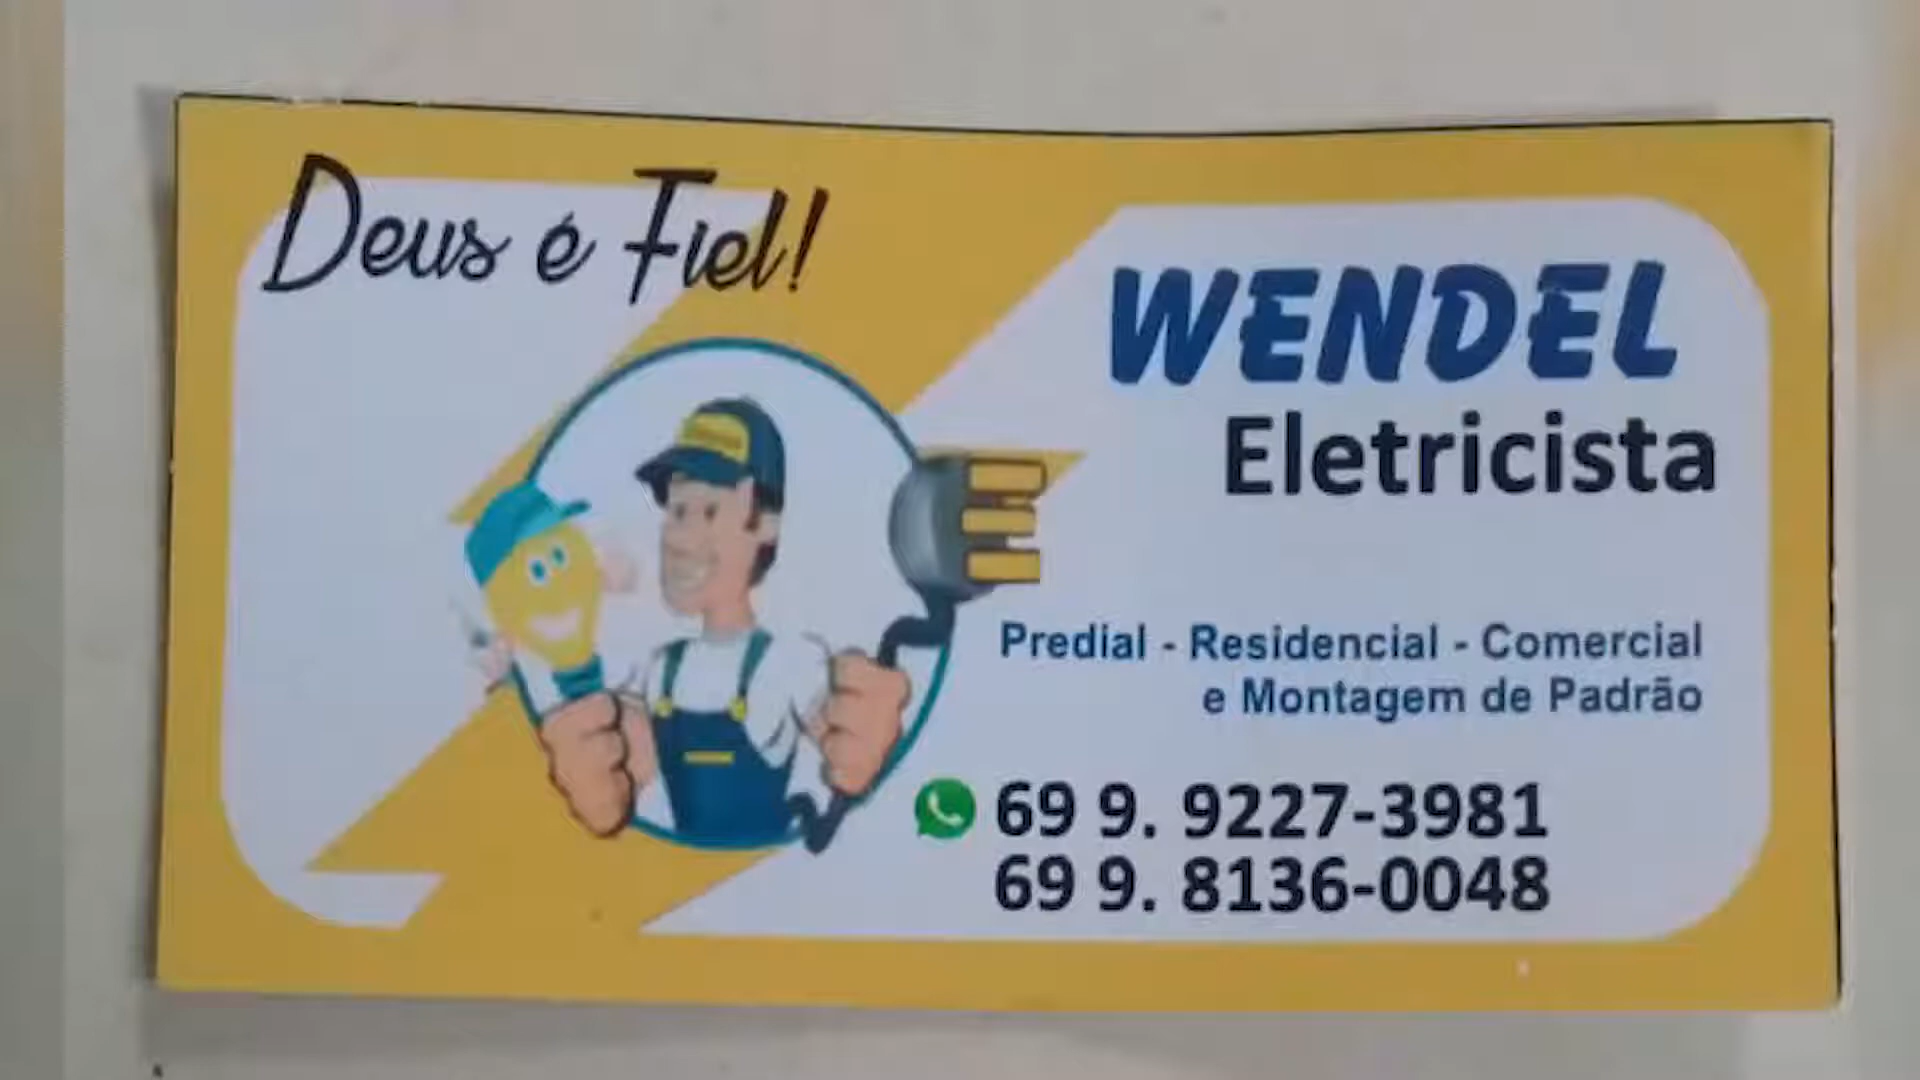 Deus é Fiel!
WENDEL
Eletricista
Predial - Residencial - Comercial
e Montagem de Padrão
69 9. 9227-3981
69 9. 8136-0048